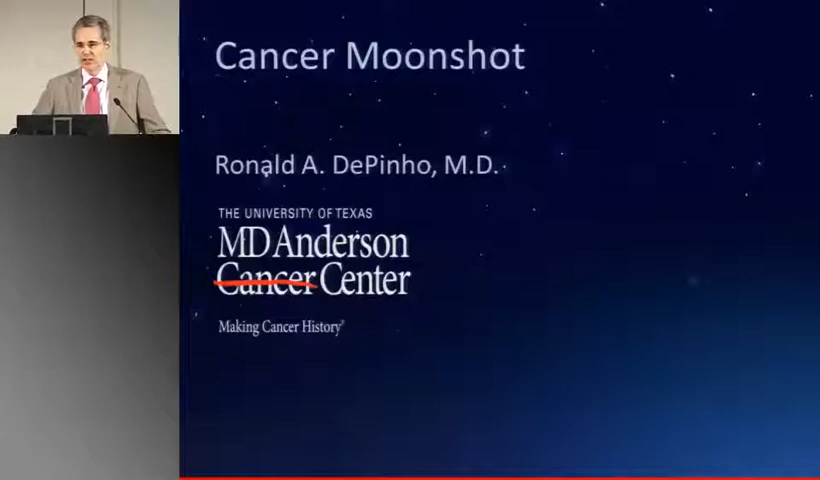 Cancer Moonshot
Ronald A. DePinho, M.D.
THE UNIVERSITY OF TEXAS
MD Anderson
Cancer Center
Making Cancer History®